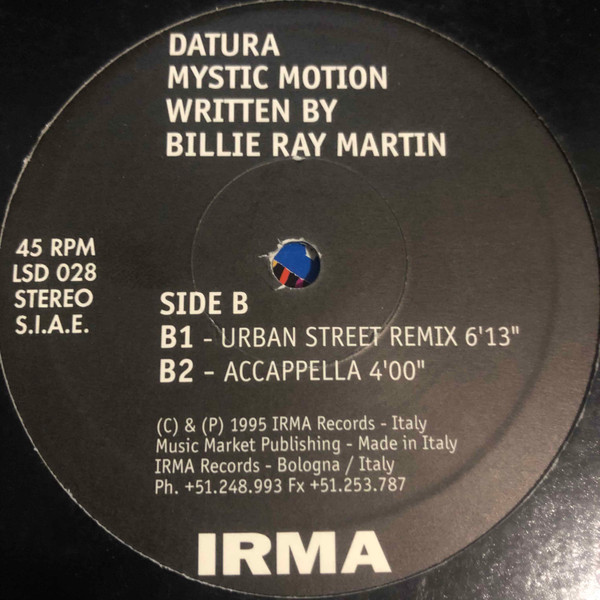 DATURA
MYSTIC MOTION
WRITTEN BY
BILLIE RAY MARTIN
45 RPM
LSD 028
STEREO
S.I.A.E.
SIDE B
B1 - URBAN STREET REMIX 6'13"
B2 - ACCAPPELLA 4'00"
(C) & (P) 1995 IRMA Records - Italy
Music Market Publishing - Made in Italy
IRMA Records - Bologna / Italy
Ph. +51.248.993 Fx +51.253.787
IRMA